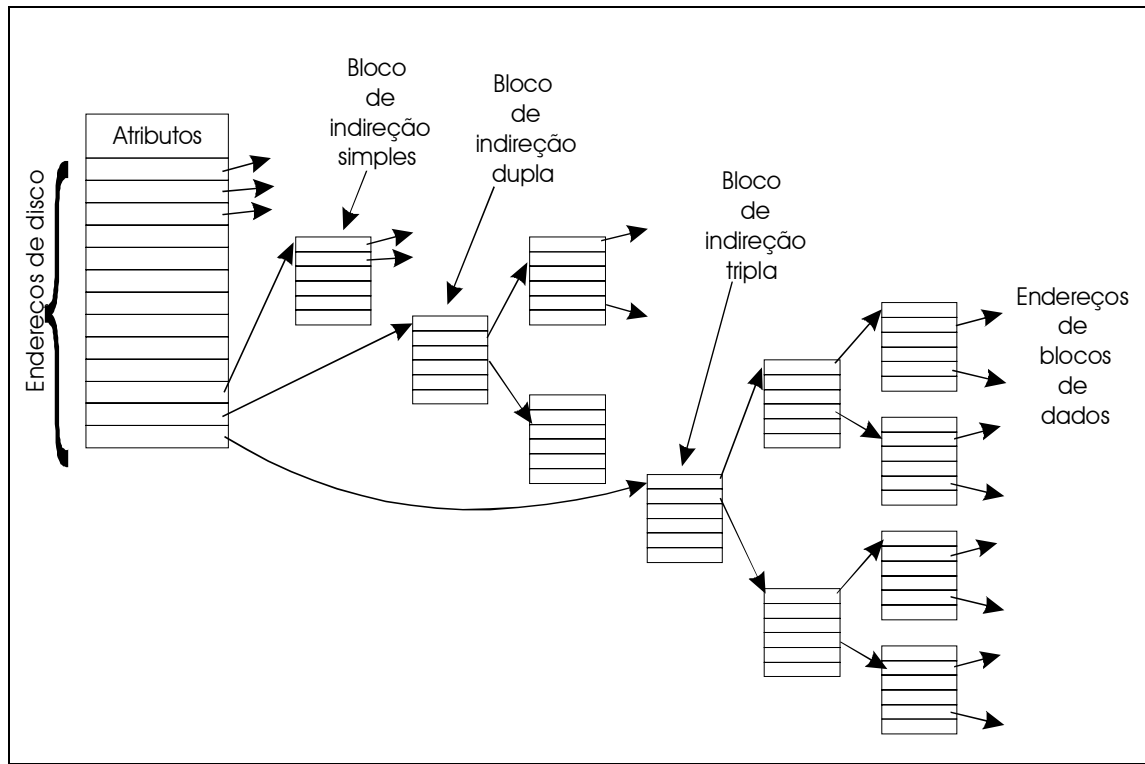 Atributos
Endereços de disco
Bloco
de
indireção
simples
Bloco
de
indireção
dupla
Bloco
de
indireção
tripla
Endereços
de
blocos
de
dados